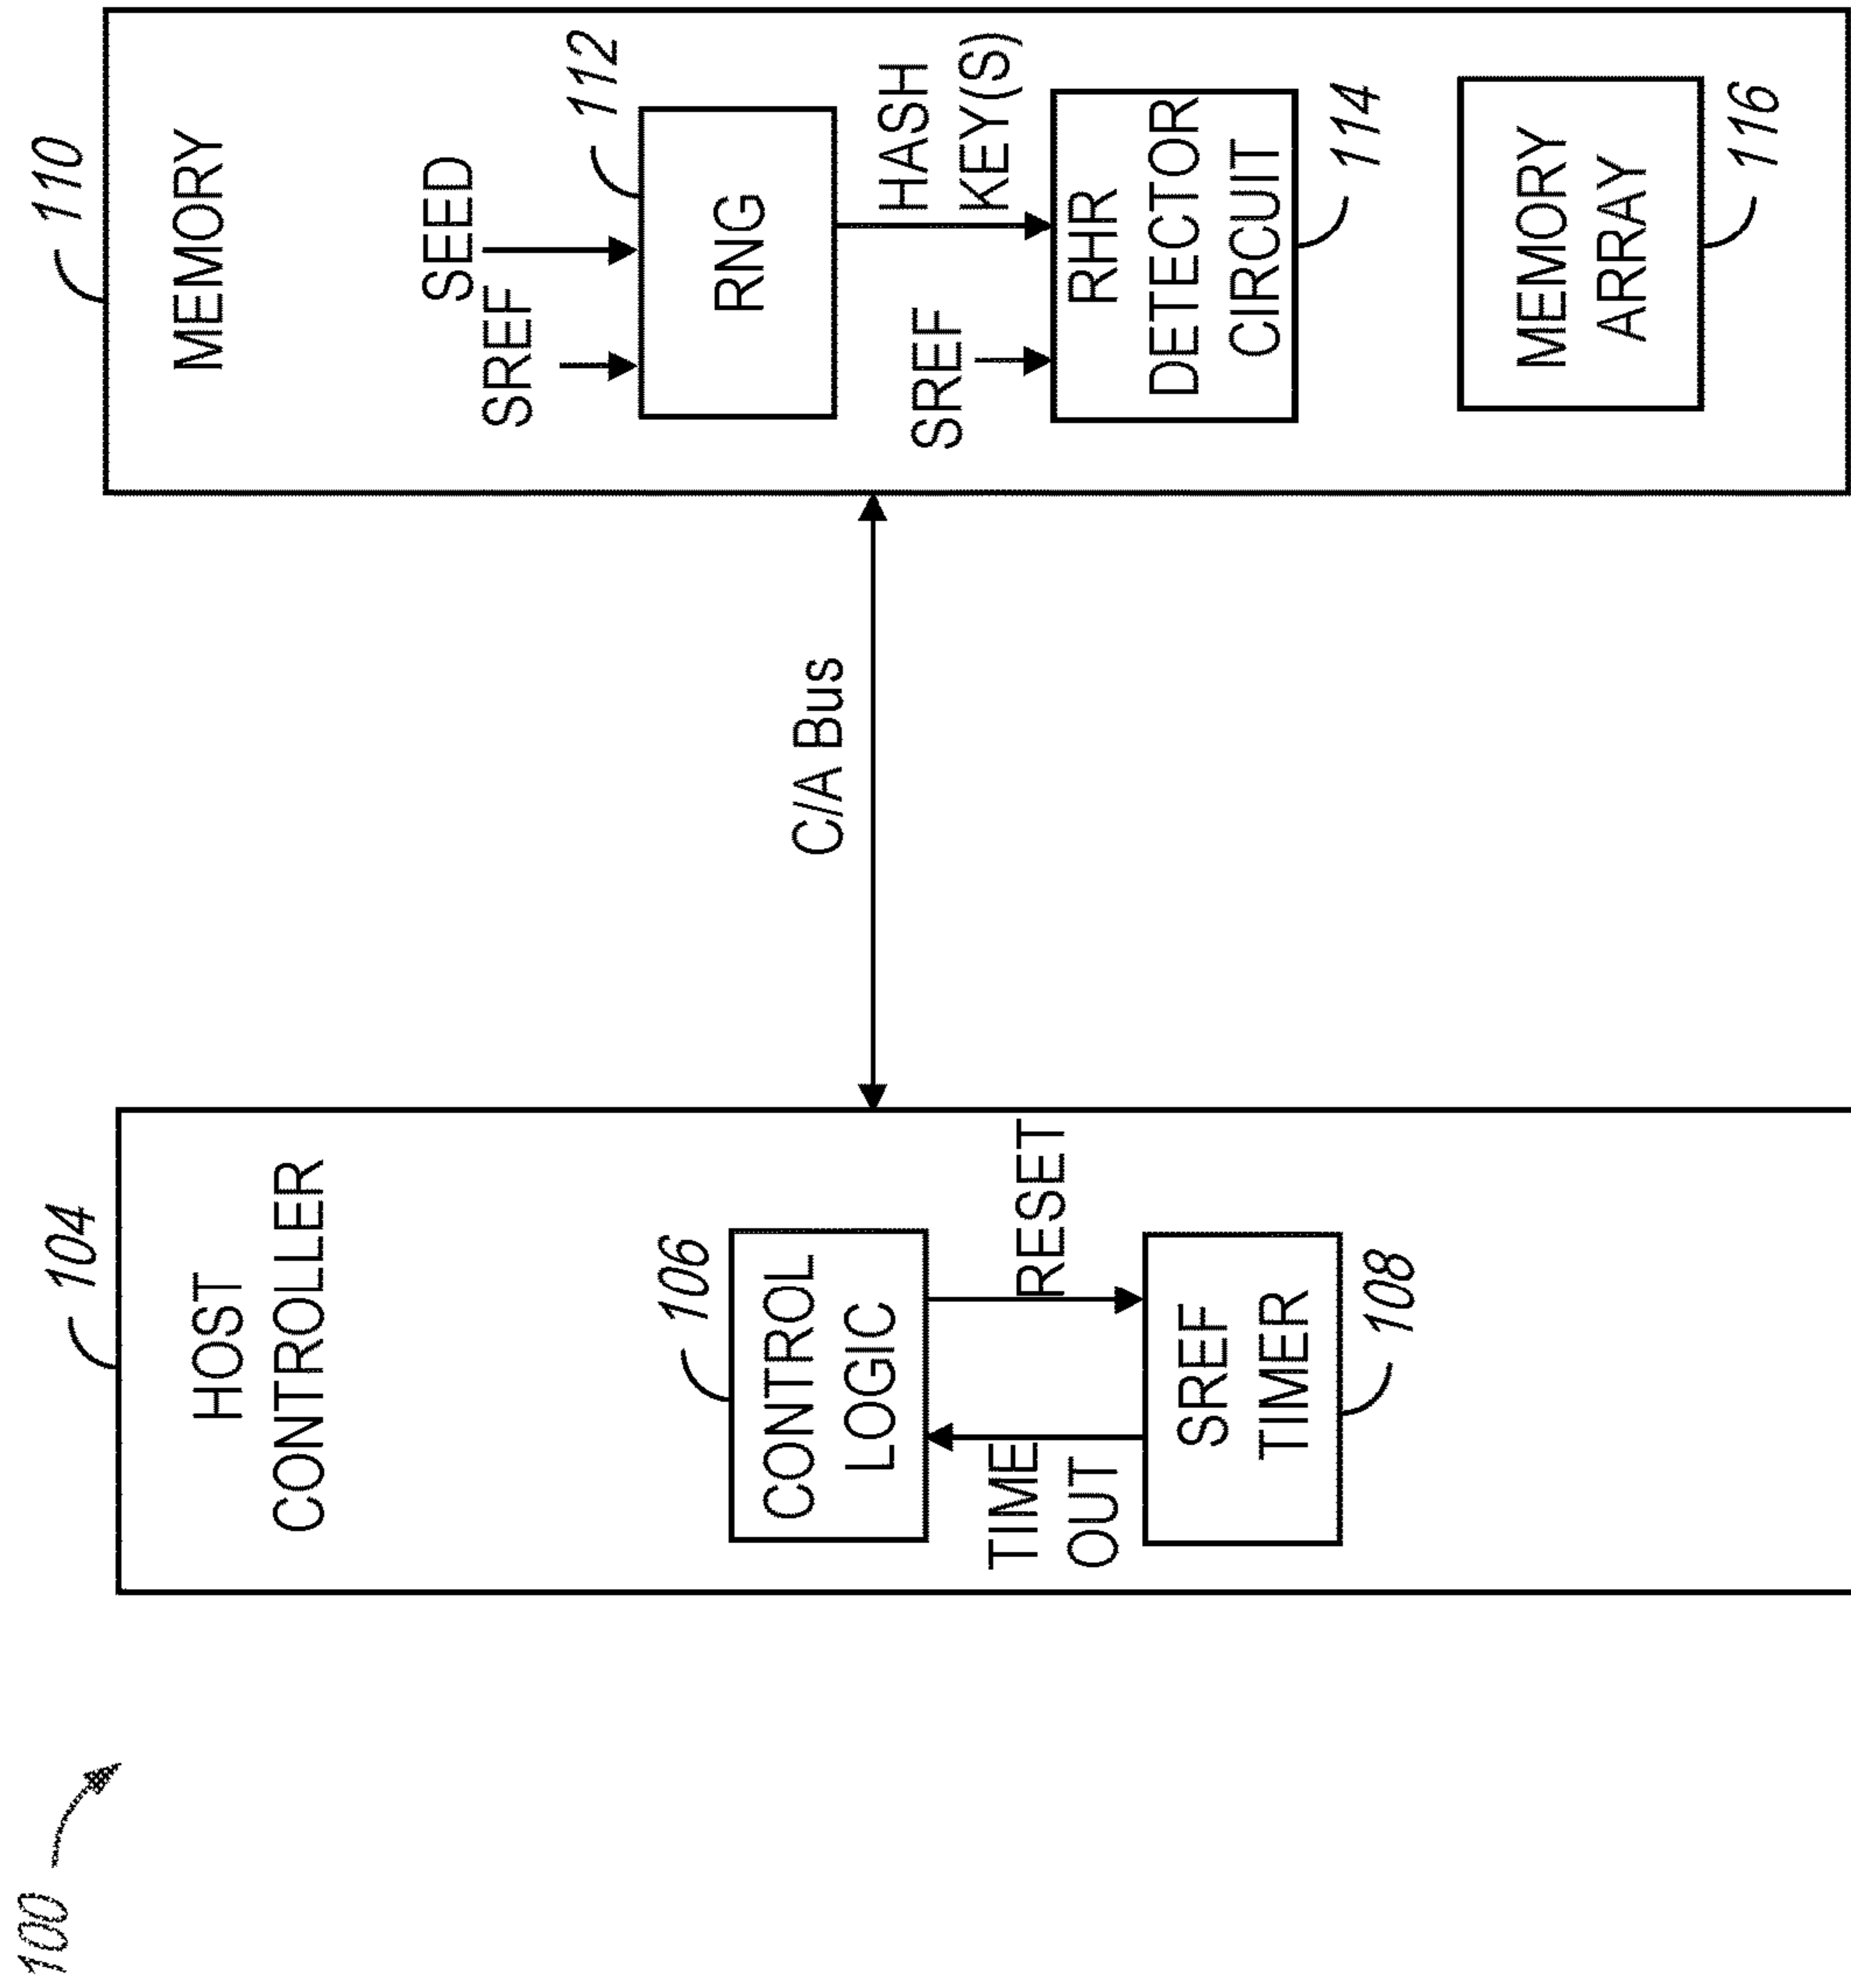 100
104
HOST
CONTROLLER
106
CONTROL
LOGIC
TIME
OUT
RESET
SREF
TIMER
108
C/A Bus
110
MEMORY
SEED
SREF
112
RNG
HASH
KEY(S)
SREF
RHR
DETECTOR
CIRCUIT
114
MEMORY
ARRAY
116